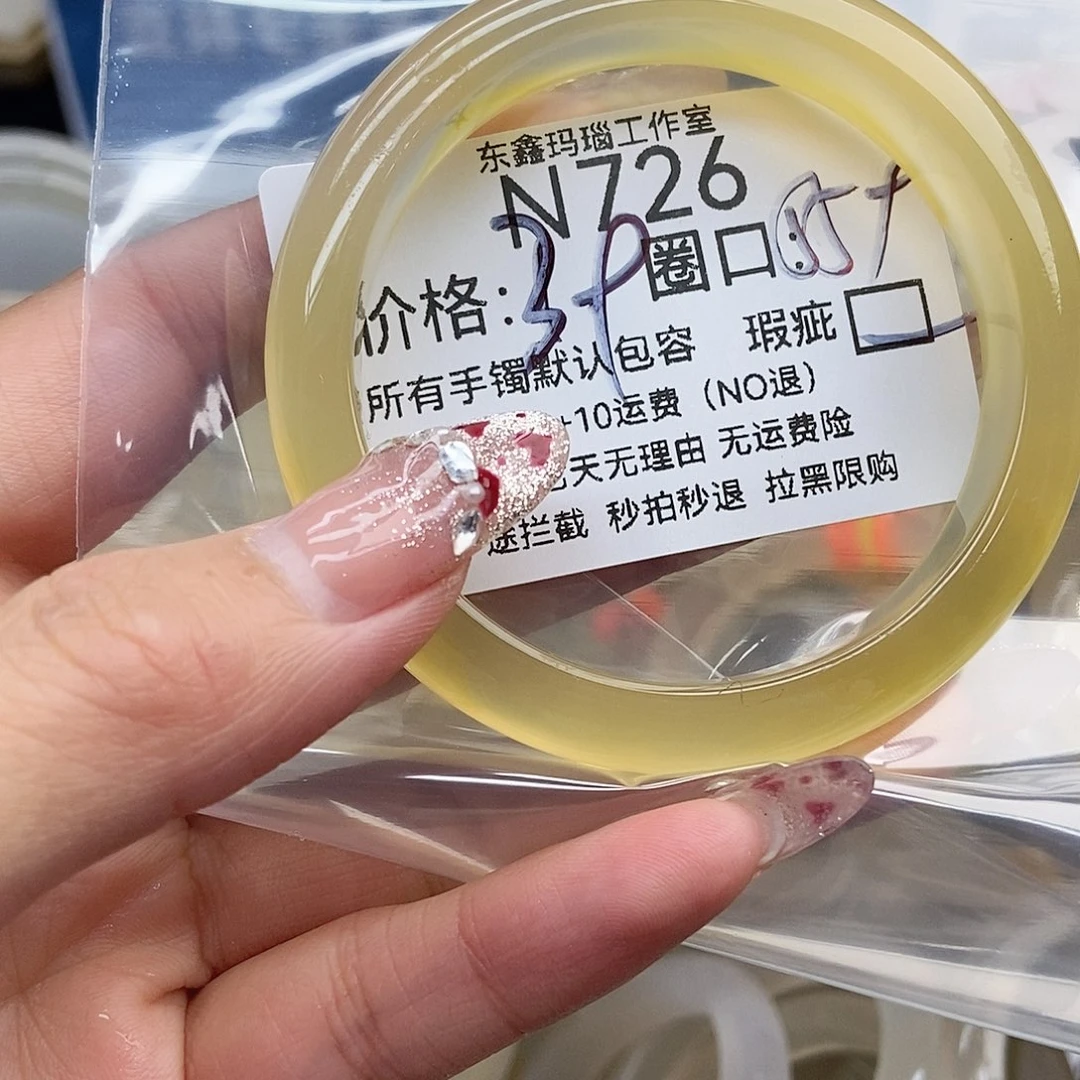 东鑫玛瑙工作室
N726
价格: 圈口:55+
所有手镯默认包容 瑕疵
+10运费（NO退）
天无理由 无运费险
途拦截 秒拍秒退 拉黑限购